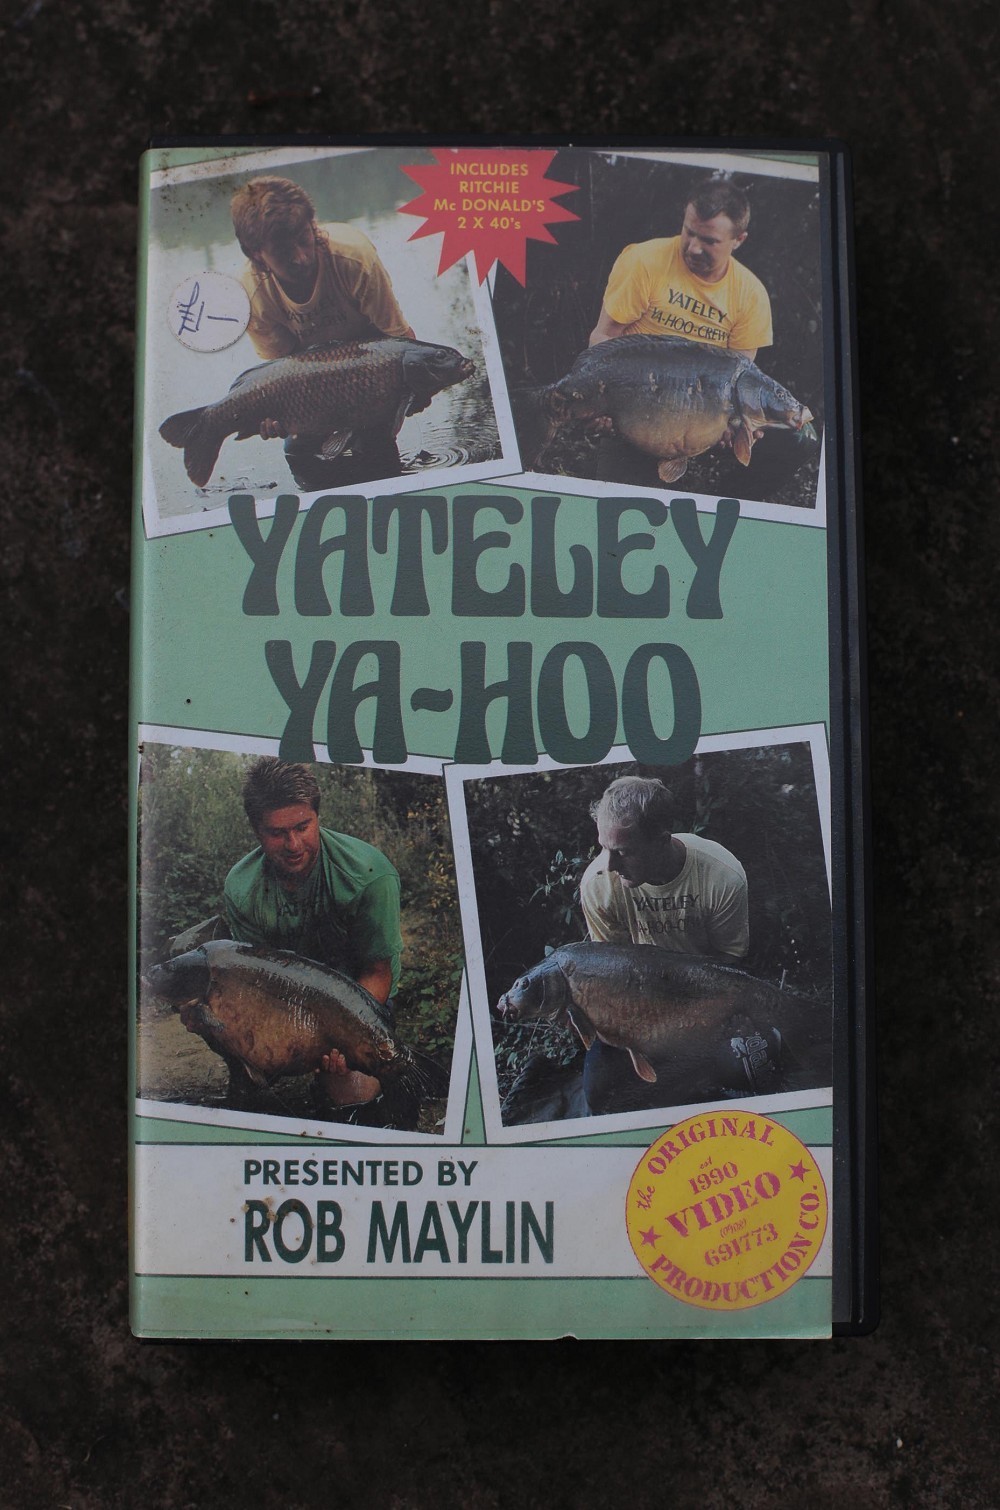 INCLUDES
RITCHIE
Mc DONALD'S
2 X 40's
£1-
YATELEY
YA-HOO-CREW
YATELEY
YA-HOO
YATELEY
PRESENTED BY
ROB MAYLIN
the ORIGINAL
est
1990
VIDEO
691773
PRODUCTION CO.